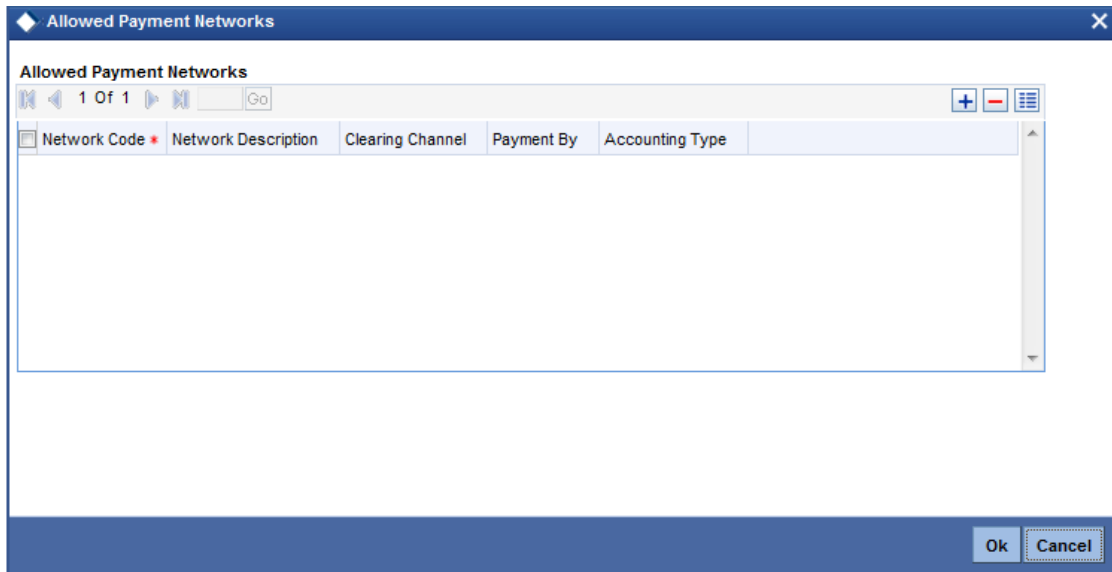 Allowed Payment Networks
Allowed Payment Networks
1 Of 1 Go
Network Code * Network Description Clearing Channel Payment By Accounting Type
Ok Cancel